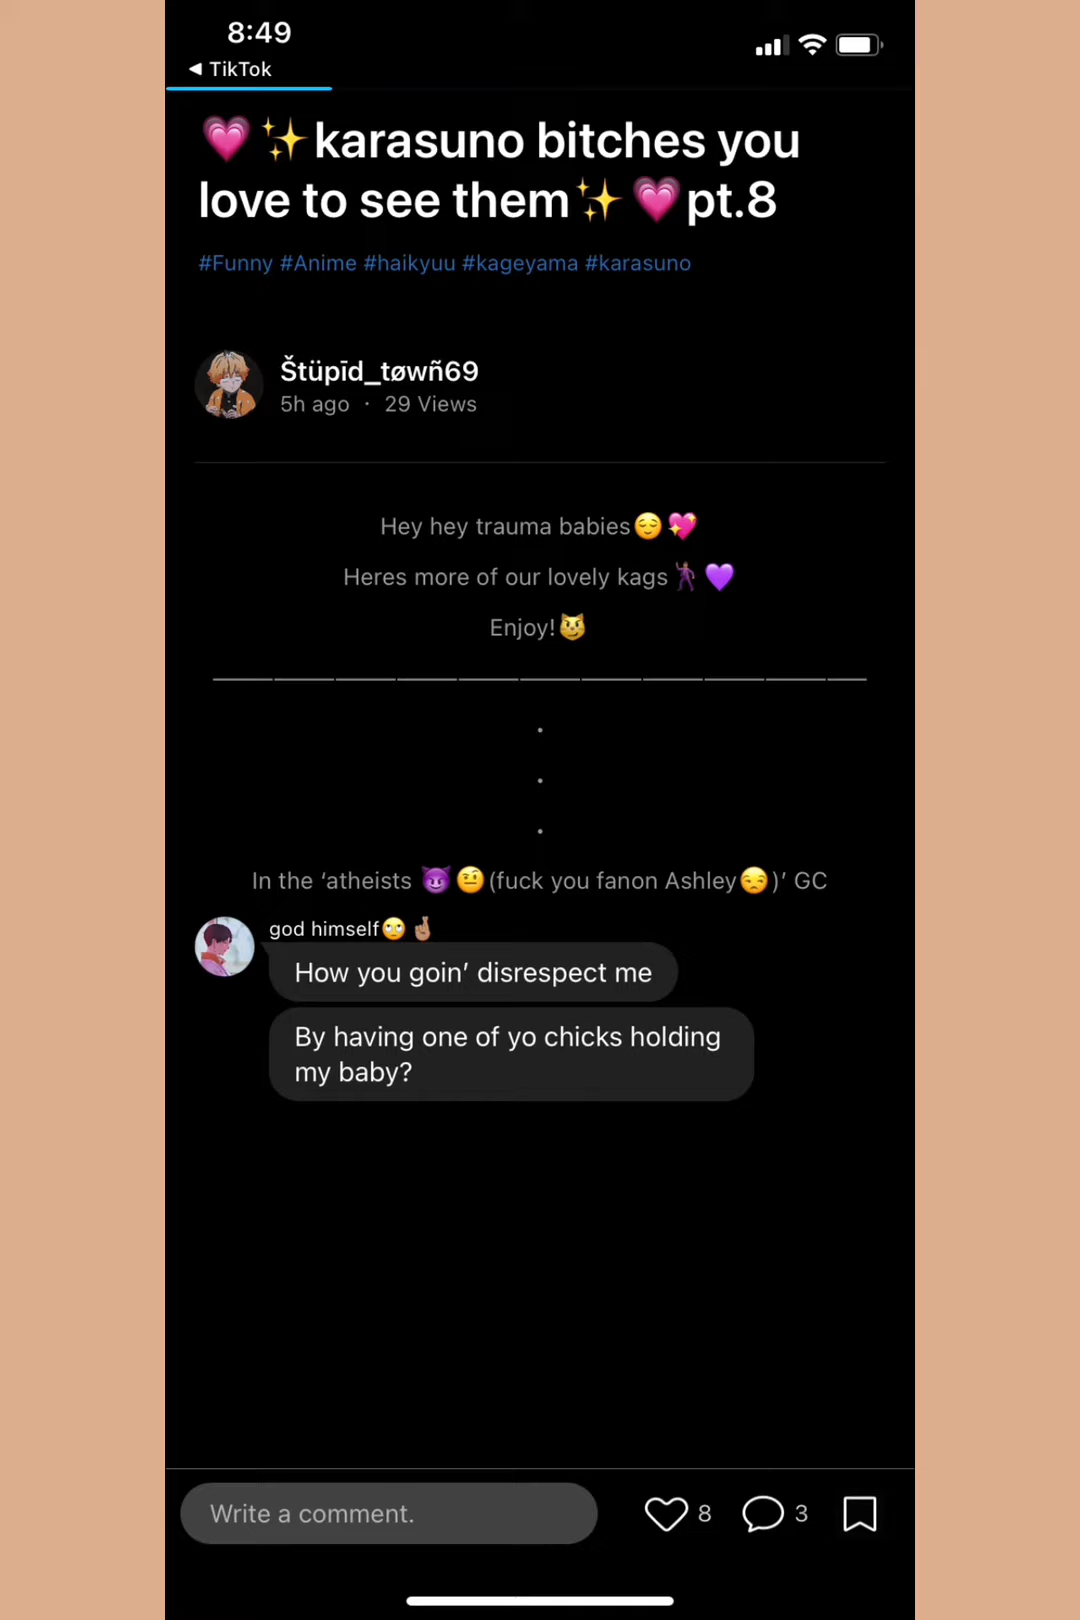 8:49
◀ TikTok
💗✨karasuno bitches you
love to see them✨💗pt.8
#Funny #Anime #haikyuu #kageyama #karasuno
Štüpīd_tøwñ69
5h ago · 29 Views
Hey hey trauma babies😌💖
Heres more of our lovely kags🕺🏽💜
Enjoy!😼
___________
.
.
.
In the ‘atheists 😈🤨(fuck you fanon Ashley😒)’ GC
god himself🙄🤞🏽
How you goin’ disrespect me
By having one of yo chicks holding
my baby?
Write a comment.
8
3